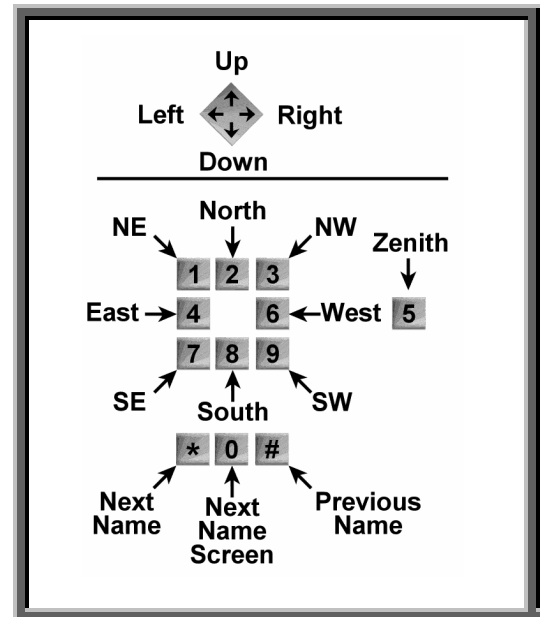 Up
Left Right
Down
North
NE NW
Zenith
1 2 3
East 4 6 West 5
7 8 9
SE SW
South
* 0 #
Next Name
Next Name Screen
Previous Name